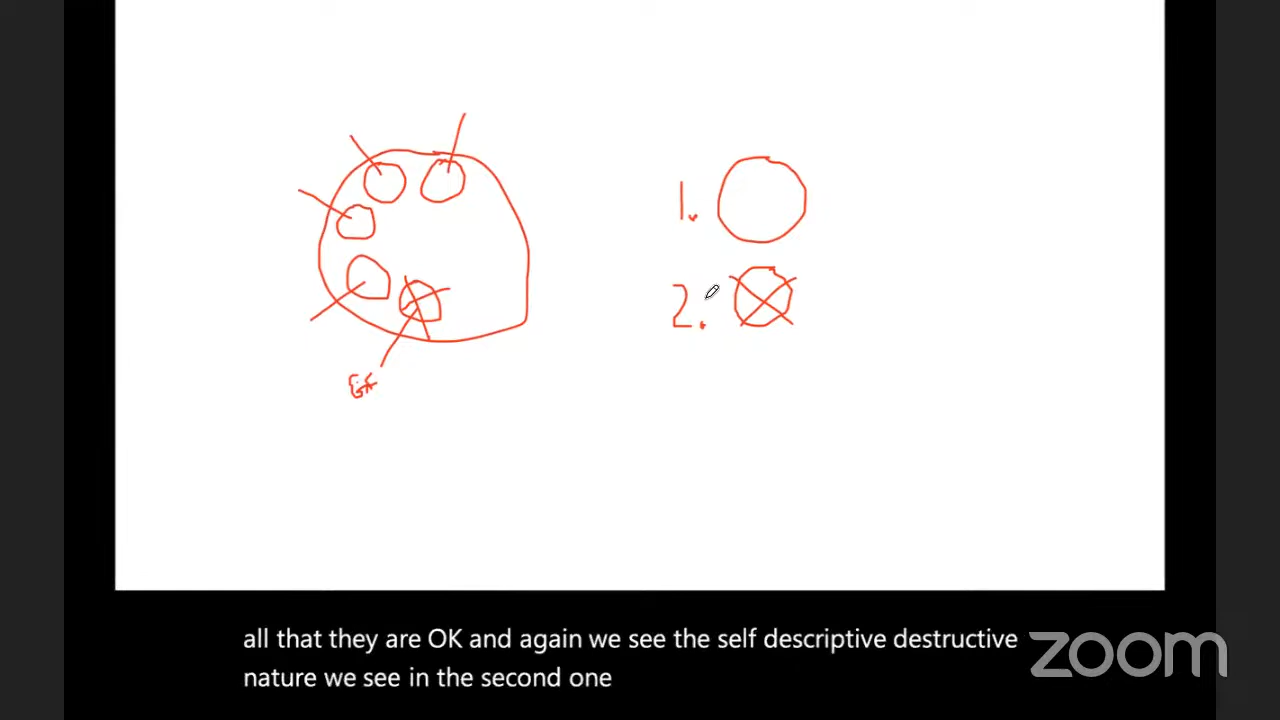 1.
2.
all that they are OK and again we see the self descriptive destructive
nature we see in the second one
zoom